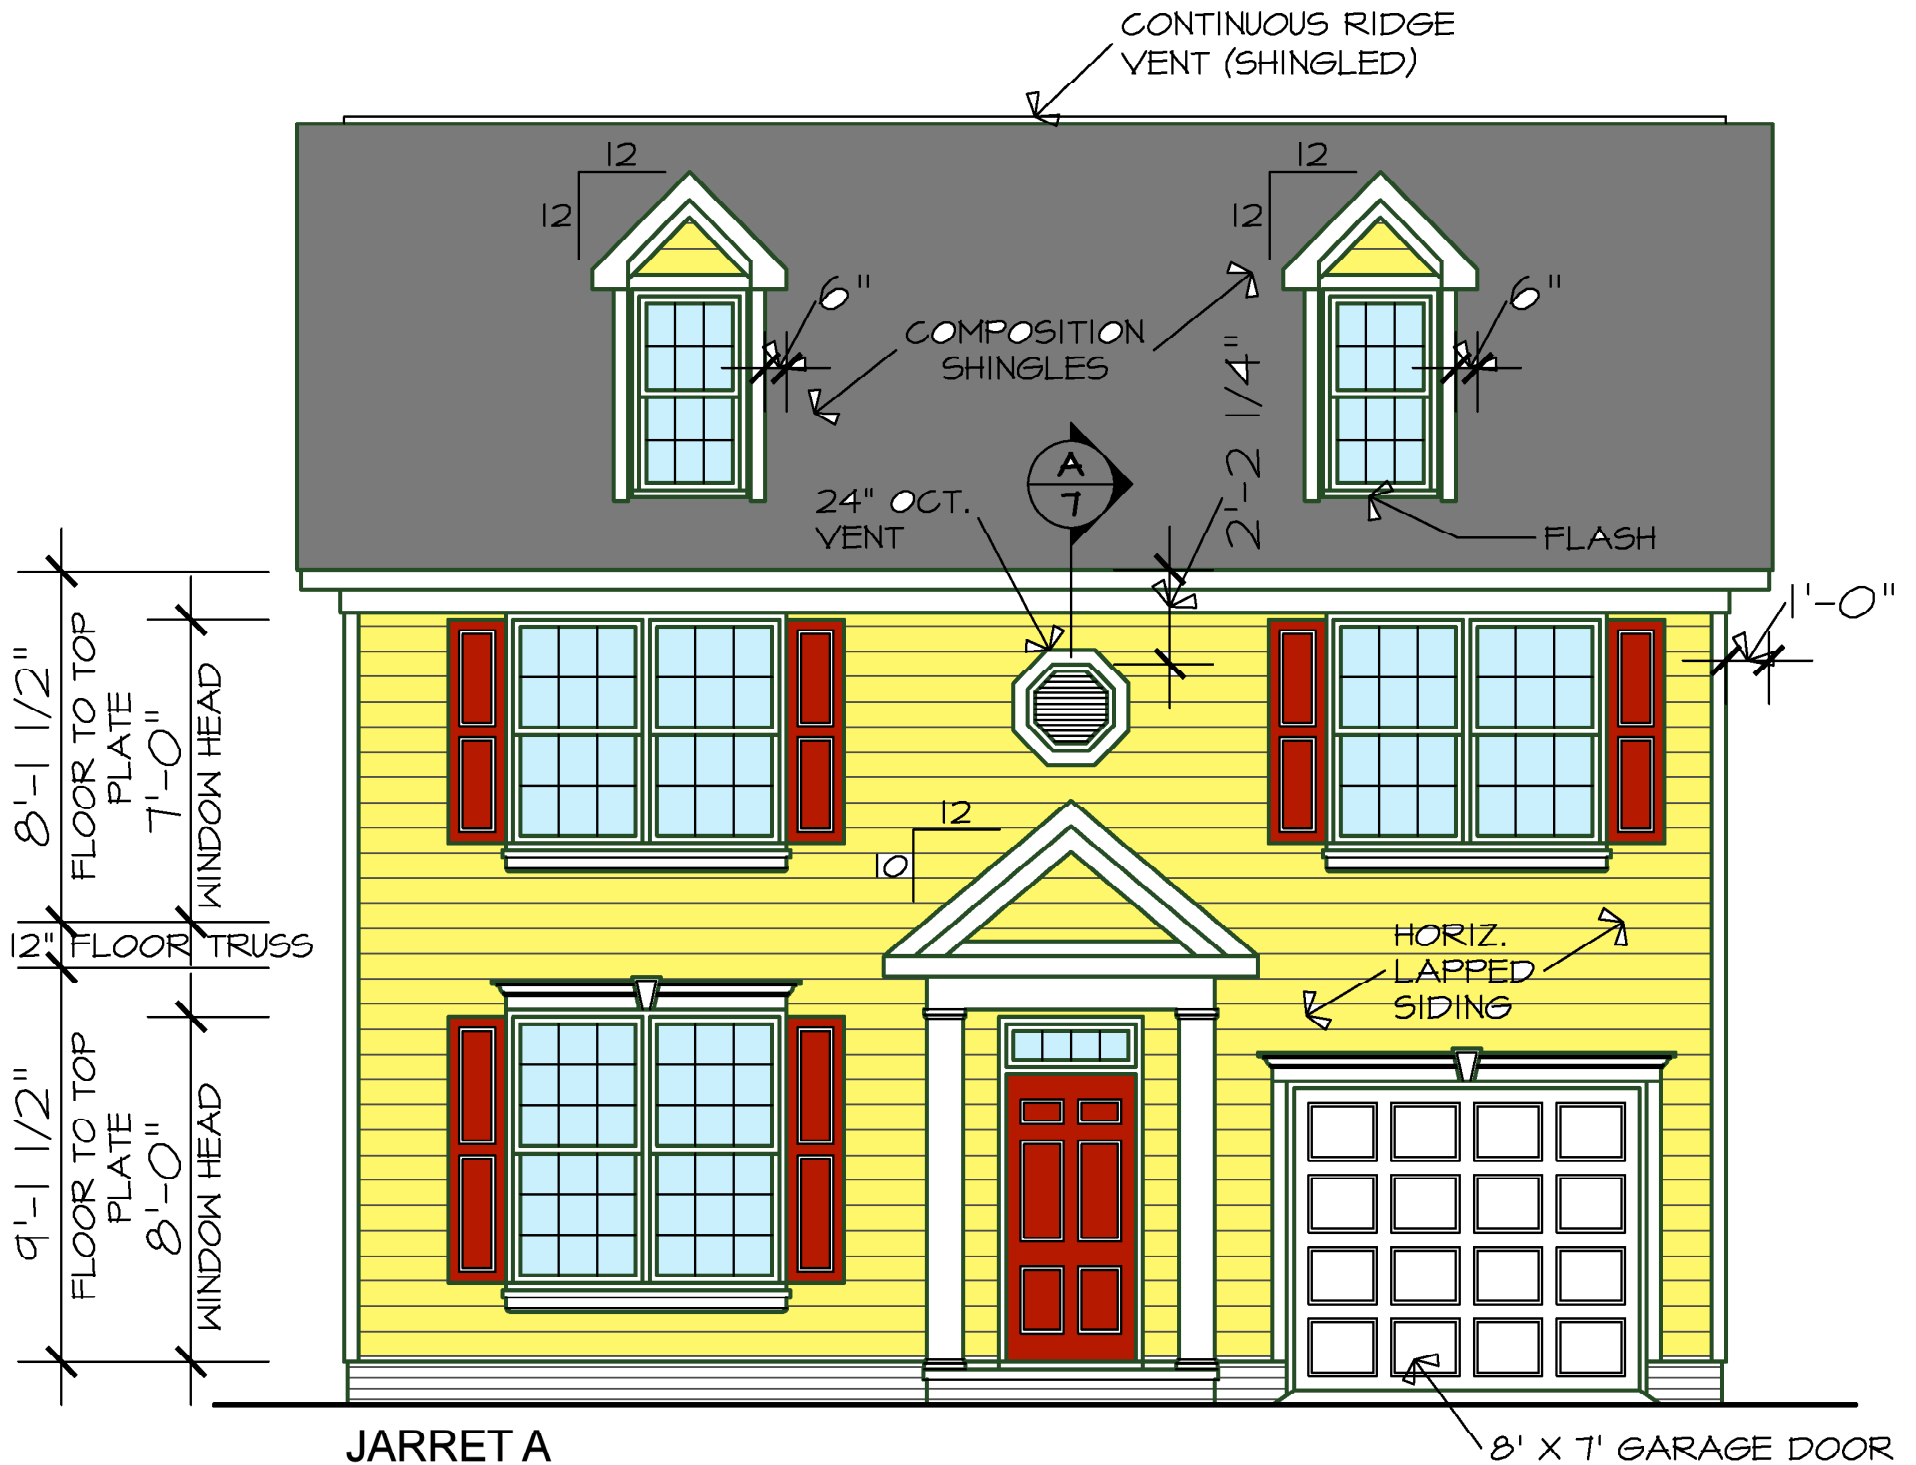 CONTINUOUS RIDGE
VENT (SHINGLED)
12
12
12
12
6"
6"
COMPOSITION
SHINGLES
2'-2 1/4"
A
7
24" OCT.
VENT
FLASH
1'-0"
8'-1 1/2"
FLOOR TO TOP
PLATE
7'-0"
WINDOW HEAD
12
10
12" FLOOR TRUSS
HORIZ.
LAPPED
SIDING
9'-1 1/2"
FLOOR TO TOP
PLATE
8'-0"
WINDOW HEAD
JARRET A
8' X 7' GARAGE DOOR